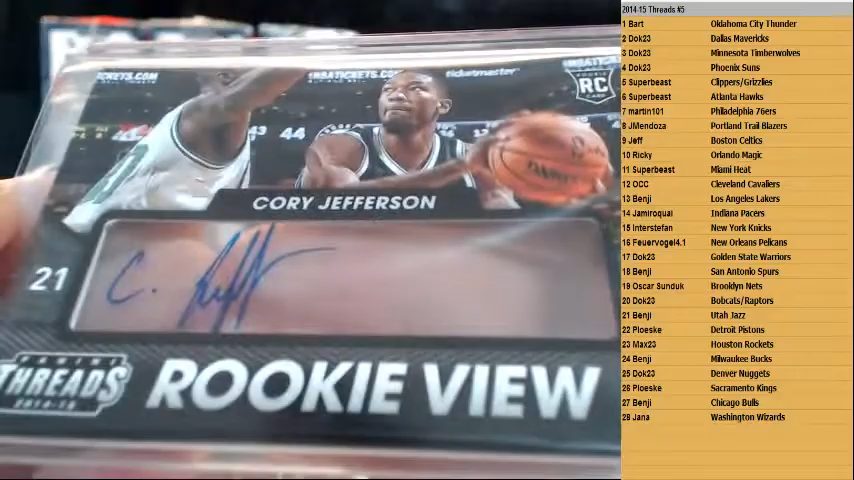 NBATICKETS.COM
ticketmaster
ROOKIE
RC
43
44
CORY JEFFERSON
C. Jeff
21
PANINI
THREADS
2014-15
ROOKIE VIEW
2014-15 Threads #5
1 Bart Oklahoma City Thunder
2 Dok23 Dallas Mavericks
3 Dok23 Minnesota Timberwolves
4 Dok23 Phoenix Suns
5 Superbeast Clippers/Grizzlies
6 Superbeast Atlanta Hawks
7 martin101 Philadelphia 76ers
8 JMendoza Portland Trail Blazers
9 Jeff Boston Celtics
10 Ricky Orlando Magic
11 Superbeast Miami Heat
12 OCC Cleveland Cavaliers
13 Benji Los Angeles Lakers
14 Jamiroquai Indiana Pacers
15 Interstefan New York Knicks
16 Feuervogel4.1 New Orleans Pelicans
17 Dok23 Golden State Warriors
18 Benji San Antonio Spurs
19 Oscar Sunduk Brooklyn Nets
20 Dok23 Bobcats/Raptors
21 Benji Utah Jazz
22 Ploeske Detroit Pistons
23 Max23 Houston Rockets
24 Benji Milwaukee Bucks
25 Dok23 Denver Nuggets
26 Ploeske Sacramento Kings
27 Benji Chicago Bulls
28 Jana Washington Wizards